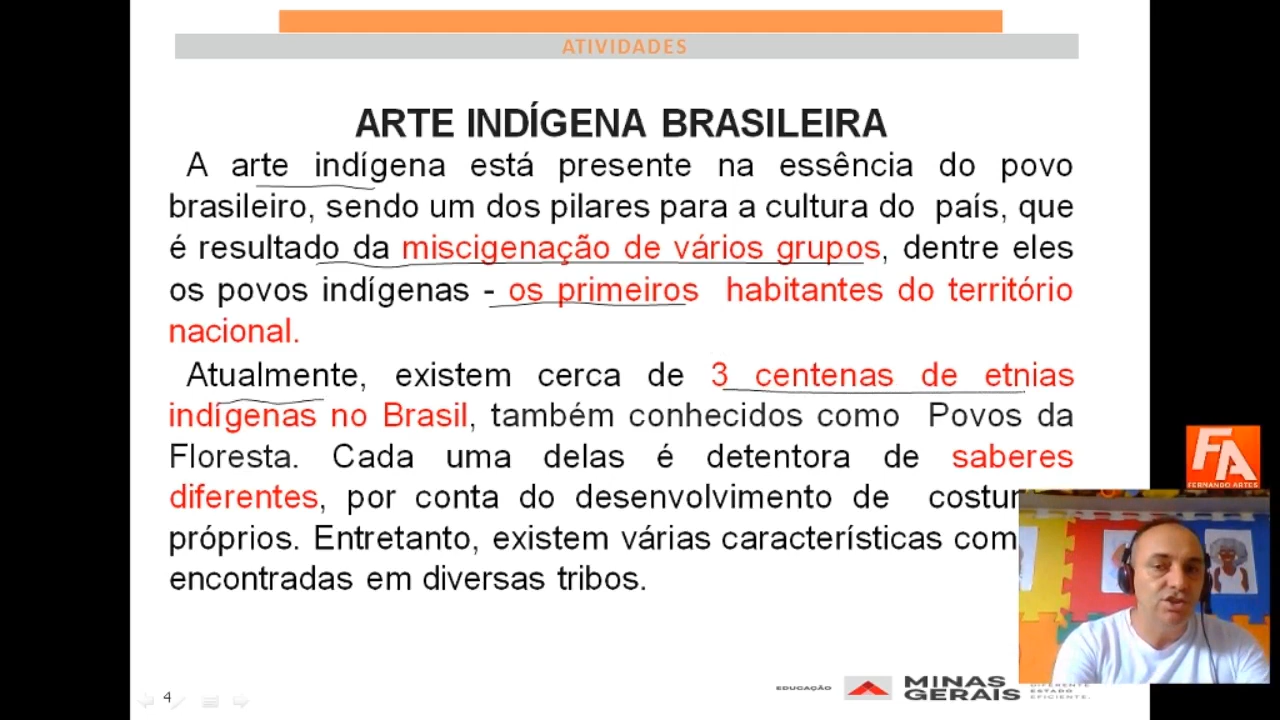 ATIVIDADES
ARTE INDÍGENA BRASILEIRA
A arte indígena está presente na essência do povo
brasileiro, sendo um dos pilares para a cultura do país, que
é resultado da miscigenação de vários grupos, dentre eles
os povos indígenas - os primeiros habitantes do território
nacional.
Atualmente, existem cerca de 3 centenas de etnias
indígenas no Brasil, também conhecidos como Povos da
Floresta. Cada uma delas é detentora de saberes
diferentes, por conta do desenvolvimento de
próprios. Entretanto, existem várias características
encontradas em diversas tribos.
FA
FERNANDO ARTES
4
EDUCAÇÃO
MINAS
GERAIS
DIFERENTE
ESTADO
EFICIENTE.